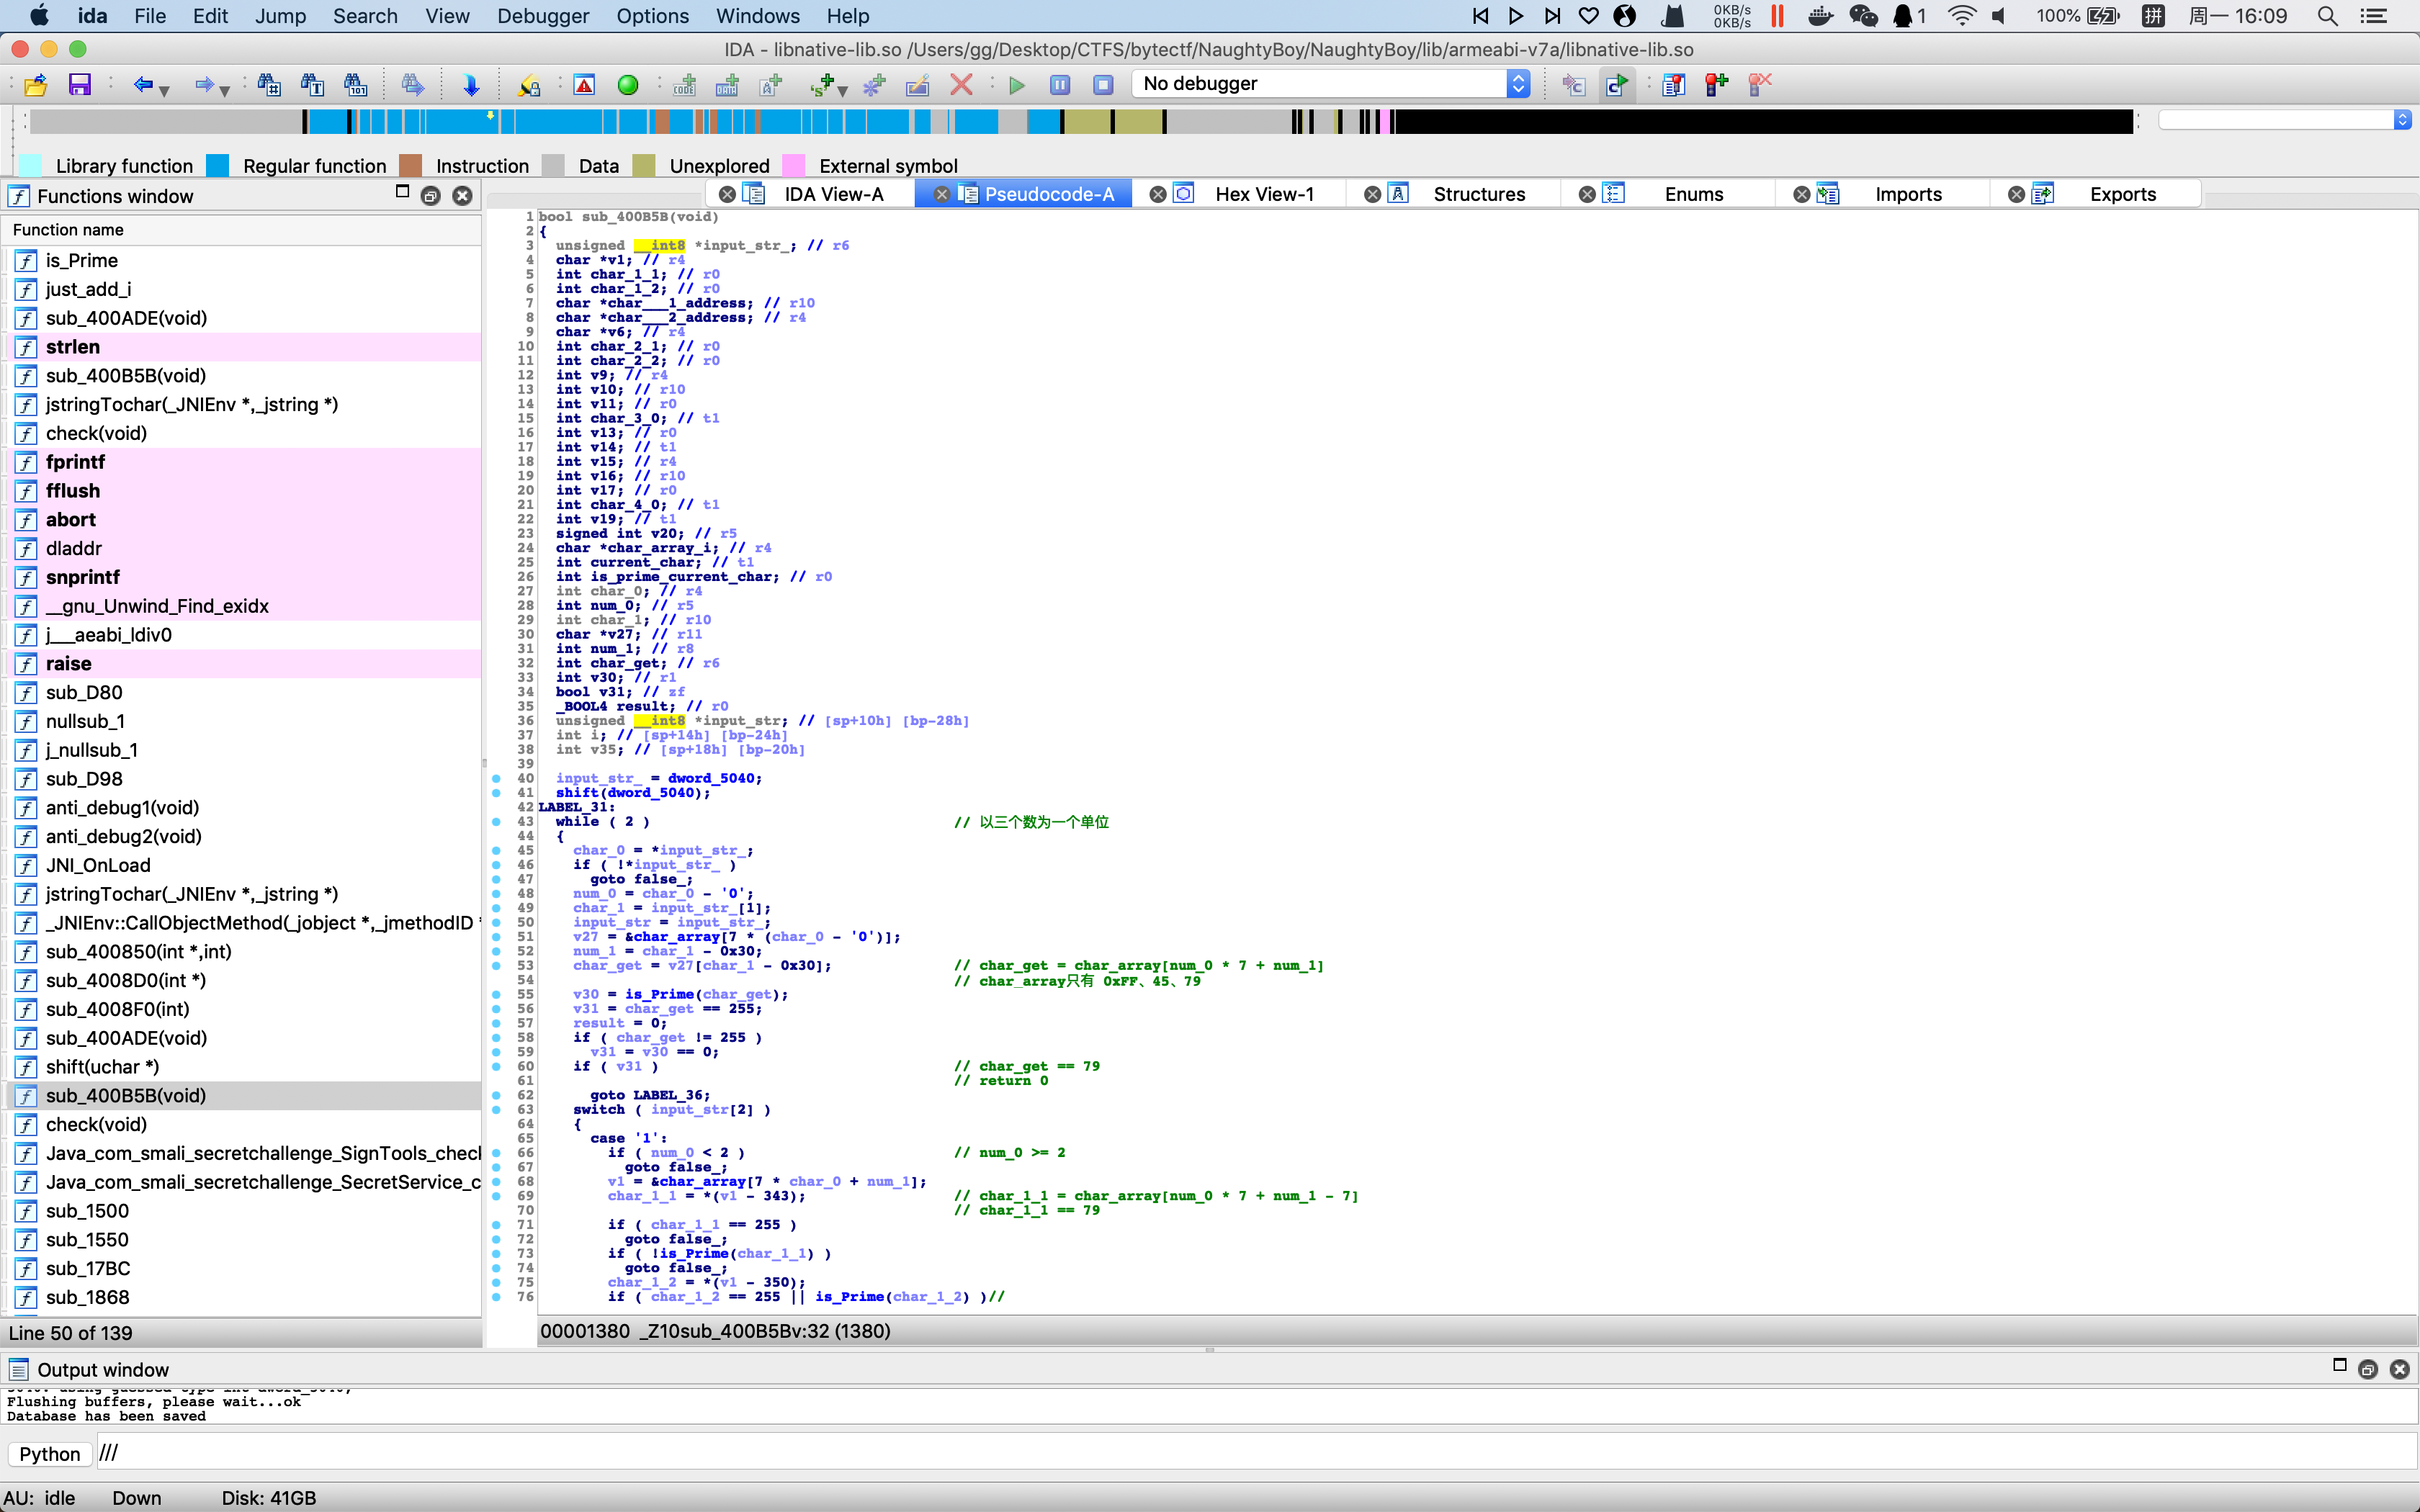 ida File Edit Jump Search View Debugger Options Windows Help 0KB/s 0KB/s 1 100% 拼 周一 16:09
IDA - libnative-lib.so /Users/gg/Desktop/CTFS/bytectf/NaughtyBoy/NaughtyBoy/lib/armeabi-v7a/libnative-lib.so
No debugger
Library function Regular function Instruction Data Unexplored External symbol
Functions window
IDA View-A Pseudocode-A Hex View-1 Structures Enums Imports Exports
Function name
is_Prime
just_add_i
sub_400ADE(void)
strlen
sub_400B5B(void)
jstringTochar(_JNIEnv *,_jstring *)
check(void)
fprintf
fflush
abort
dladdr
snprintf
__gnu_Unwind_Find_exidx
j___aeabi_ldiv0
raise
sub_D80
nullsub_1
j_nullsub_1
sub_D98
anti_debug1(void)
anti_debug2(void)
JNI_OnLoad
jstringTochar(_JNIEnv *,_jstring *)
_JNIEnv::CallObjectMethod(_jobject *,_jmethodID *
sub_400850(int *,int)
sub_4008D0(int *)
sub_4008F0(int)
sub_400ADE(void)
shift(uchar *)
sub_400B5B(void)
check(void)
Java_com_smali_secretchallenge_SignTools_check
Java_com_smali_secretchallenge_SecretService_c
sub_1500
sub_1550
sub_17BC
sub_1868
Line 50 of 139
1 bool sub_400B5B(void)
2 {
3 unsigned __int8 *input_str_; // r6
4 char *v1; // r4
5 int char_1_1; // r0
6 int char_1_2; // r0
7 char *char___1_address; // r10
8 char *char___2_address; // r4
9 char *v6; // r4
10 int char_2_1; // r0
11 int char_2_2; // r0
12 int v9; // r4
13 int v10; // r10
14 int v11; // r0
15 int char_3_0; // t1
16 int v13; // r0
17 int v14; // t1
18 int v15; // r4
19 int v16; // r10
20 int v17; // r0
21 int char_4_0; // t1
22 int v19; // t1
23 signed int v20; // r5
24 char *char_array_i; // r4
25 int current_char; // t1
26 int is_prime_current_char; // r0
27 int char_0; // r4
28 int num_0; // r5
29 int char_1; // r10
30 char *v27; // r11
31 int num_1; // r8
32 int char_get; // r6
33 int v30; // r1
34 bool v31; // zf
35 _BOOL4 result; // r0
36 unsigned __int8 *input_str; // [sp+10h] [bp-28h]
37 int i; // [sp+14h] [bp-24h]
38 int v35; // [sp+18h] [bp-20h]
39
40 input_str_ = dword_5040;
41 shift(dword_5040);
42 LABEL_31:
43 while ( 2 ) // 以三个数为一个单位
44 {
45 char_0 = *input_str_;
46 if ( !*input_str_ )
47 goto false_;
48 num_0 = char_0 - '0';
49 char_1 = input_str_[1];
50 input_str = input_str_;
51 v27 = &char_array[7 * (char_0 - '0')];
52 num_1 = char_1 - 0x30;
53 char_get = v27[char_1 - 0x30]; // char_get = char_array[num_0 * 7 + num_1]
54 // char_array只有 0xFF、45、79
55 v30 = is_Prime(char_get);
56 v31 = char_get == 255;
57 result = 0;
58 if ( char_get != 255 )
59 v31 = v30 == 0;
60 if ( v31 ) // char_get == 79
61 // return 0
62 goto LABEL_36;
63 switch ( input_str[2] )
64 {
65 case '1':
66 if ( num_0 < 2 ) // num_0 >= 2
67 goto false_;
68 v1 = &char_array[7 * char_0 + num_1];
69 char_1_1 = *(v1 - 343); // char_1_1 = char_array[num_0 * 7 + num_1 - 7]
70 // char_1_1 == 79
71 if ( char_1_1 == 255 )
72 goto false_;
73 if ( !is_Prime(char_1_1) )
74 goto false_;
75 char_1_2 = *(v1 - 350);
76 if ( char_1_2 == 255 || is_Prime(char_1_2) )//
00001380 _Z10sub_400B5Bv:32 (1380)
Output window
Flushing buffers, please wait...ok
Database has been saved
Python ///
AU: idle Down Disk: 41GB